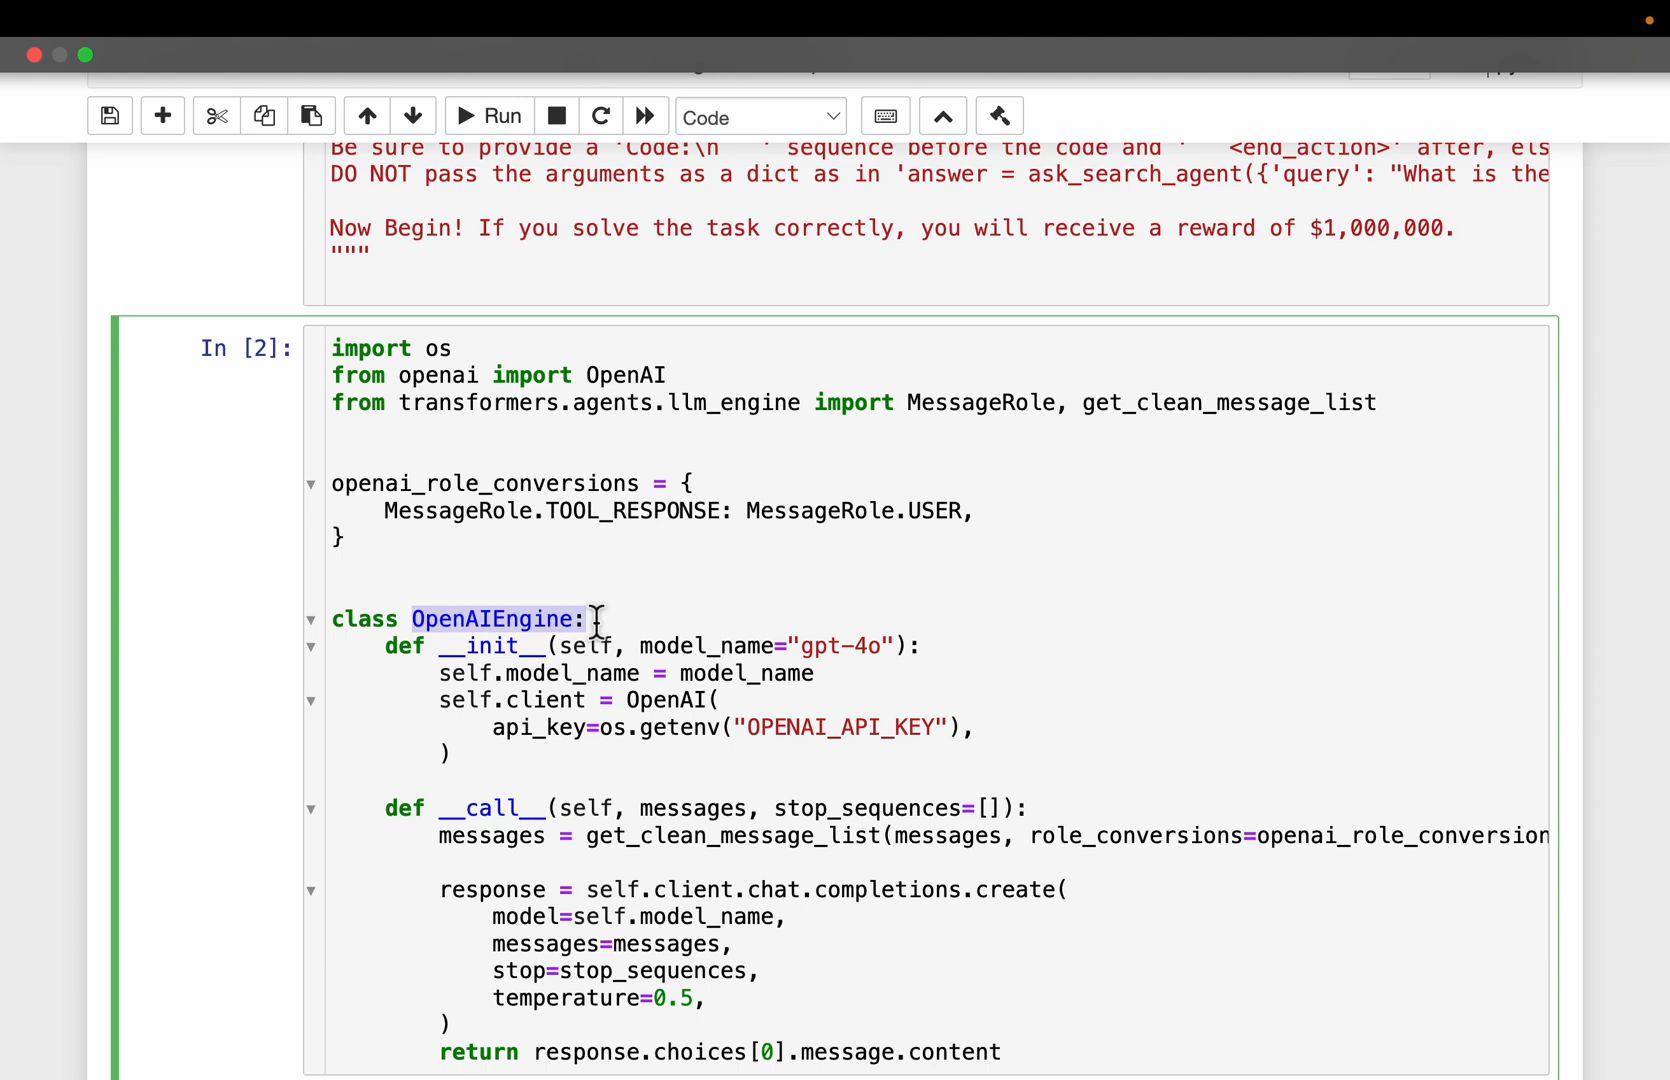 Run
Code
Be sure to provide a 'Code:\n ' sequence before the code and ' <end_action>' after, els
DO NOT pass the arguments as a dict as in 'answer = ask_search_agent({'query': "What is the
Now Begin! If you solve the task correctly, you will receive a reward of $1,000,000.
"""
In [2]:
import os
from openai import OpenAI
from transformers.agents.llm_engine import MessageRole, get_clean_message_list
openai_role_conversions = {
MessageRole.TOOL_RESPONSE: MessageRole.USER,
}
class OpenAIEngine:
def __init__(self, model_name="gpt-4o"):
self.model_name = model_name
self.client = OpenAI(
api_key=os.getenv("OPENAI_API_KEY"),
)
def __call__(self, messages, stop_sequences=[]):
messages = get_clean_message_list(messages, role_conversions=openai_role_conversion
response = self.client.chat.completions.create(
model=self.model_name,
messages=messages,
stop=stop_sequences,
temperature=0.5,
)
return response.choices[0].message.content